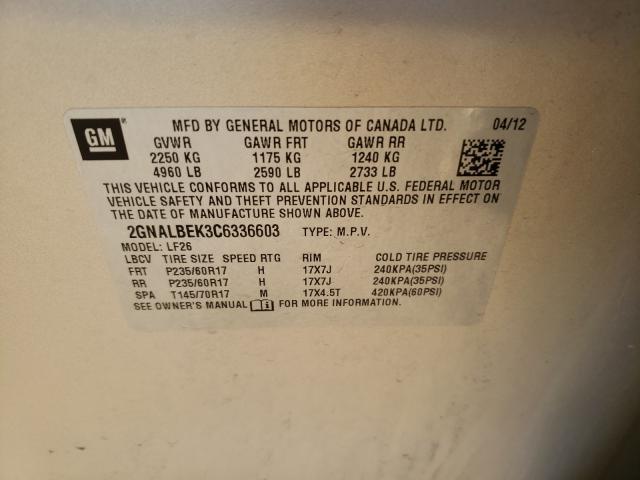 GM
MFD BY GENERAL MOTORS OF CANADA LTD. 04/12
GVWR GAWR FRT GAWR RR
2250 KG 1175 KG 1240 KG
4960 LB 2590 LB 2733 LB
THIS VEHICLE CONFORMS TO ALL APPLICABLE U.S. FEDERAL MOTOR
VEHICLE SAFETY AND THEFT PREVENTION STANDARDS IN EFFECT ON
THE DATE OF MANUFACTURE SHOWN ABOVE.
2GNALBEK3C6336603 TYPE: M.P.V.
MODEL: LF26
LBCV TIRE SIZE SPEED RTG RIM COLD TIRE PRESSURE
FRT P235/60R17 H 17X7J 240KPA(35PSI)
RR P235/60R17 H 17X7J 240KPA(35PSI)
SPA T145/70R17 M 17X4.5T 420KPA(60PSI)
SEE OWNER'S MANUAL i FOR MORE INFORMATION.